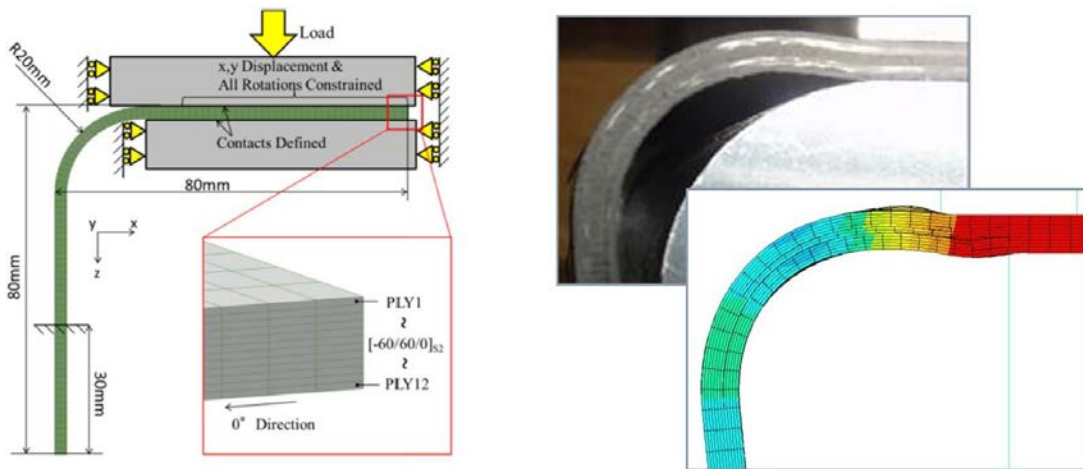 Load
R20mm
x,y Displacement &
All Rotations Constrained
Contacts Defined
80mm
y
x
z
80mm
30mm
PLY1
≀
[-60/60/0]S2
≀
PLY12
0° Direction